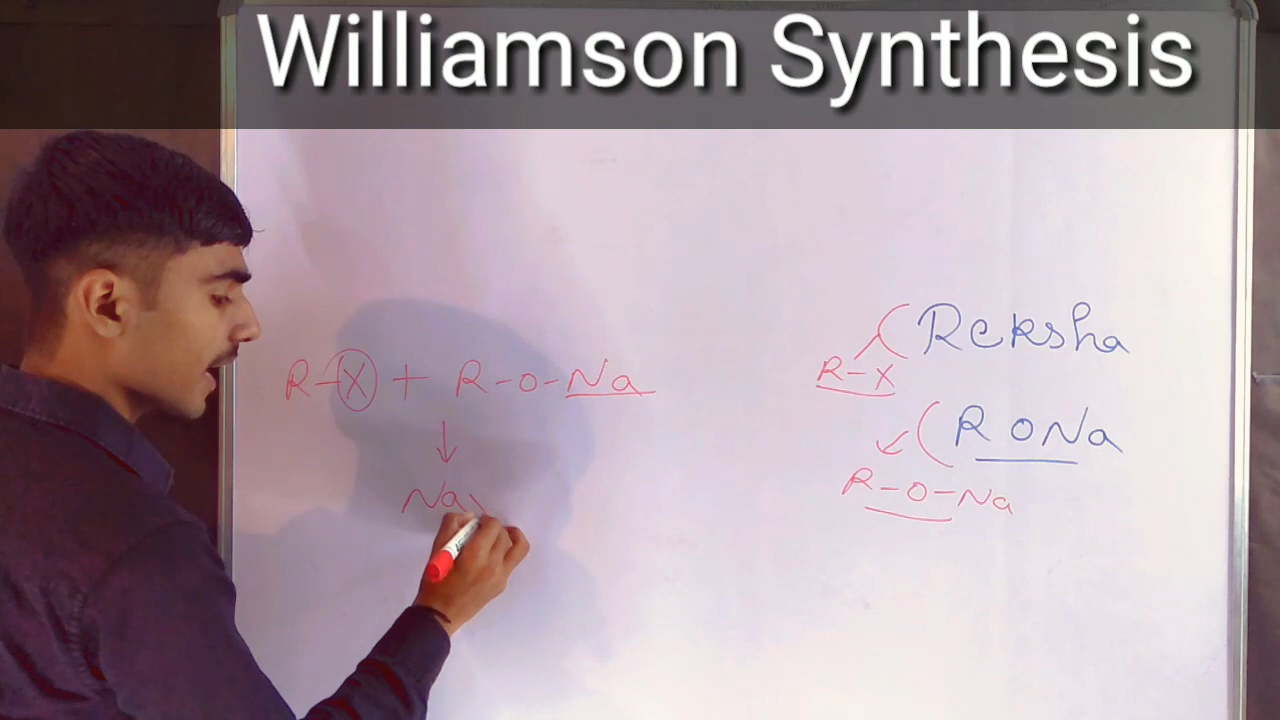 Williamson Synthesis
R-X + R-O-Na
↓
Na
Reksha
R-X
RONa
R-O-Na